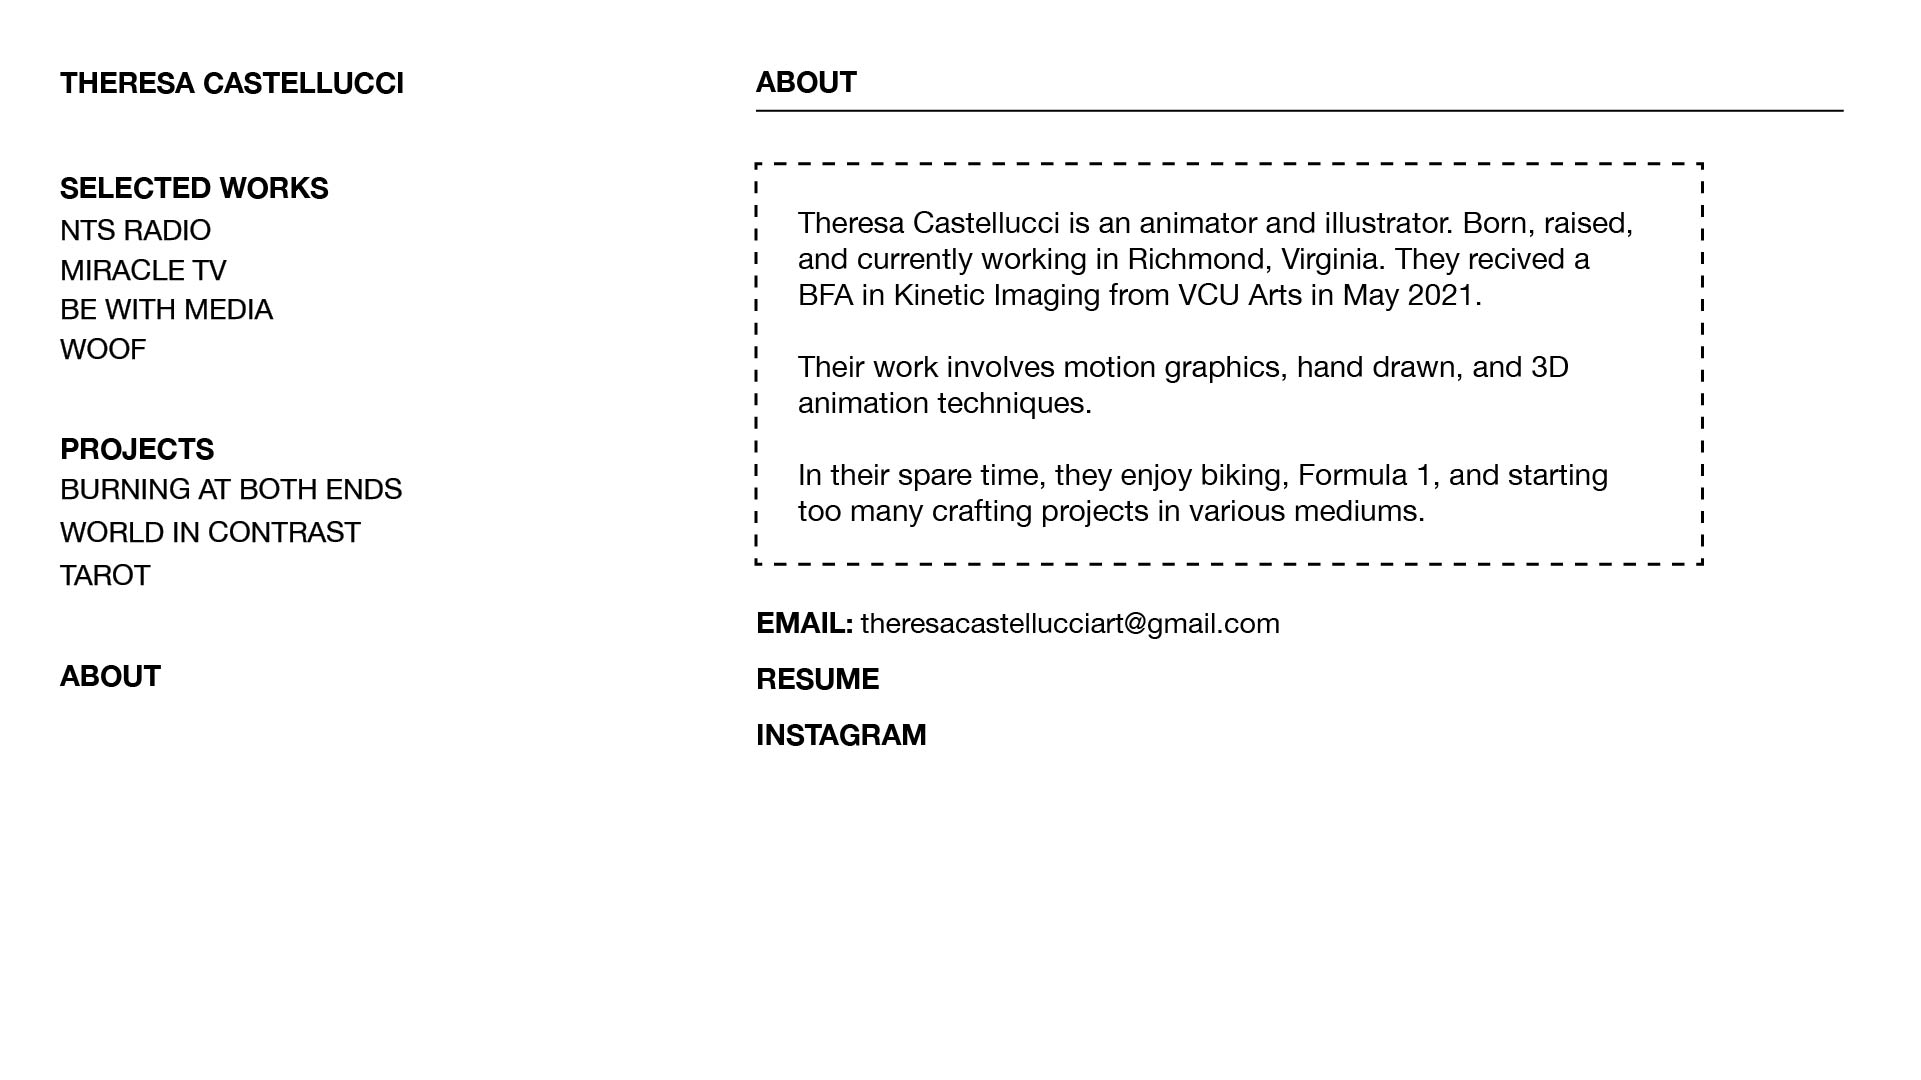 THERESA CASTELLUCCI
SELECTED WORKS
NTS RADIO
MIRACLE TV
BE WITH MEDIA
WOOF
PROJECTS
BURNING AT BOTH ENDS
WORLD IN CONTRAST
TAROT
ABOUT
ABOUT
Theresa Castellucci is an animator and illustrator. Born, raised,
and currently working in Richmond, Virginia. They recived a
BFA in Kinetic Imaging from VCU Arts in May 2021.
Their work involves motion graphics, hand drawn, and 3D
animation techniques.
In their spare time, they enjoy biking, Formula 1, and starting
too many crafting projects in various mediums.
EMAIL: theresacastellucciart@gmail.com
RESUME
INSTAGRAM